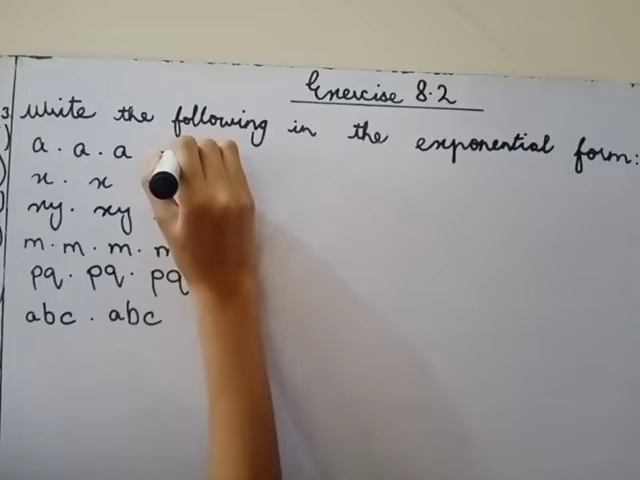 Exercise 8.2
3 Write the following in the exponential form:
) a. a. a
) x. x
) xy. xy
) m. m. m. m
pq. pq. pq
abc. abc